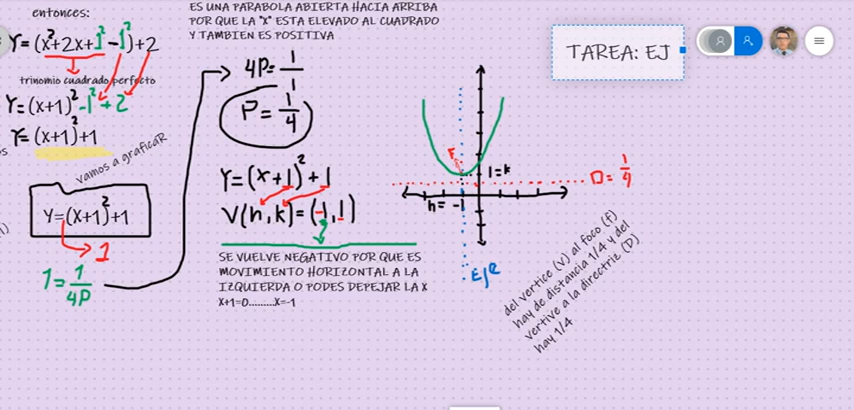 entonces:
Y=(x²+2x+1²-1²)+2
trinomio cuadrado perfecto
Y=(x+1)²-1²+2
Y=(x+1)²+1
vamos a graficar
Y=(x+1)²+1
1
1=1/4P
ES UNA PARABOLA ABIERTA HACIA ARRIBA
POR QUE LA "X" ESTA ELEVADO AL CUADRADO
Y TAMBIEN ES POSITIVA
4P=1/1
P=1/4
Y=(x+1)²+1
V(h,k)=(-1,1)
SE VUELVE NEGATIVO POR QUE ES
MOVIMIENTO HORIZONTAL A LA
IZQUIERDA O PODES DEPEJAR LA X
X+1=0.........X=-1
TAREA: EJ
F
1=k
h= -1
D= 1/4
Eje
del vertice (V) al foco (f)
hay de distancia 1/4 y del
vertive a la directriz (D)
hay 1/4